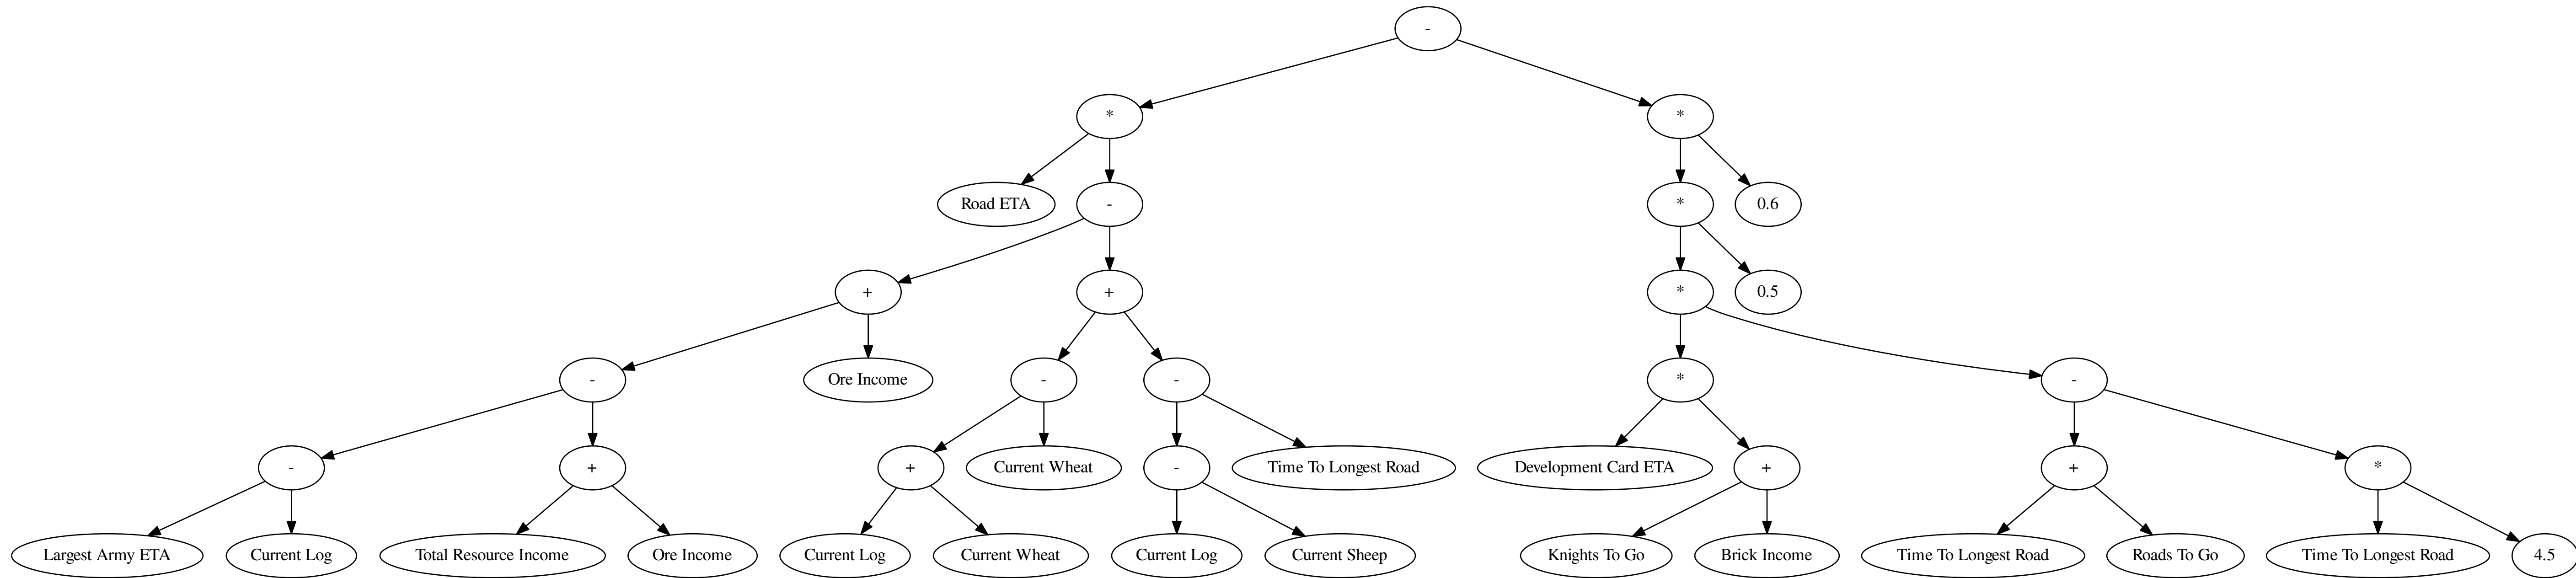 -
*
*
Road ETA
-
*
0.6
+
+
*
0.5
-
Ore Income
-
-
*
-
-
+
+
Current Wheat
-
Time To Longest Road
Development Card ETA
+
+
*
Largest Army ETA
Current Log
Total Resource Income
Ore Income
Current Log
Current Wheat
Current Log
Current Sheep
Knights To Go
Brick Income
Time To Longest Road
Roads To Go
Time To Longest Road
4.5